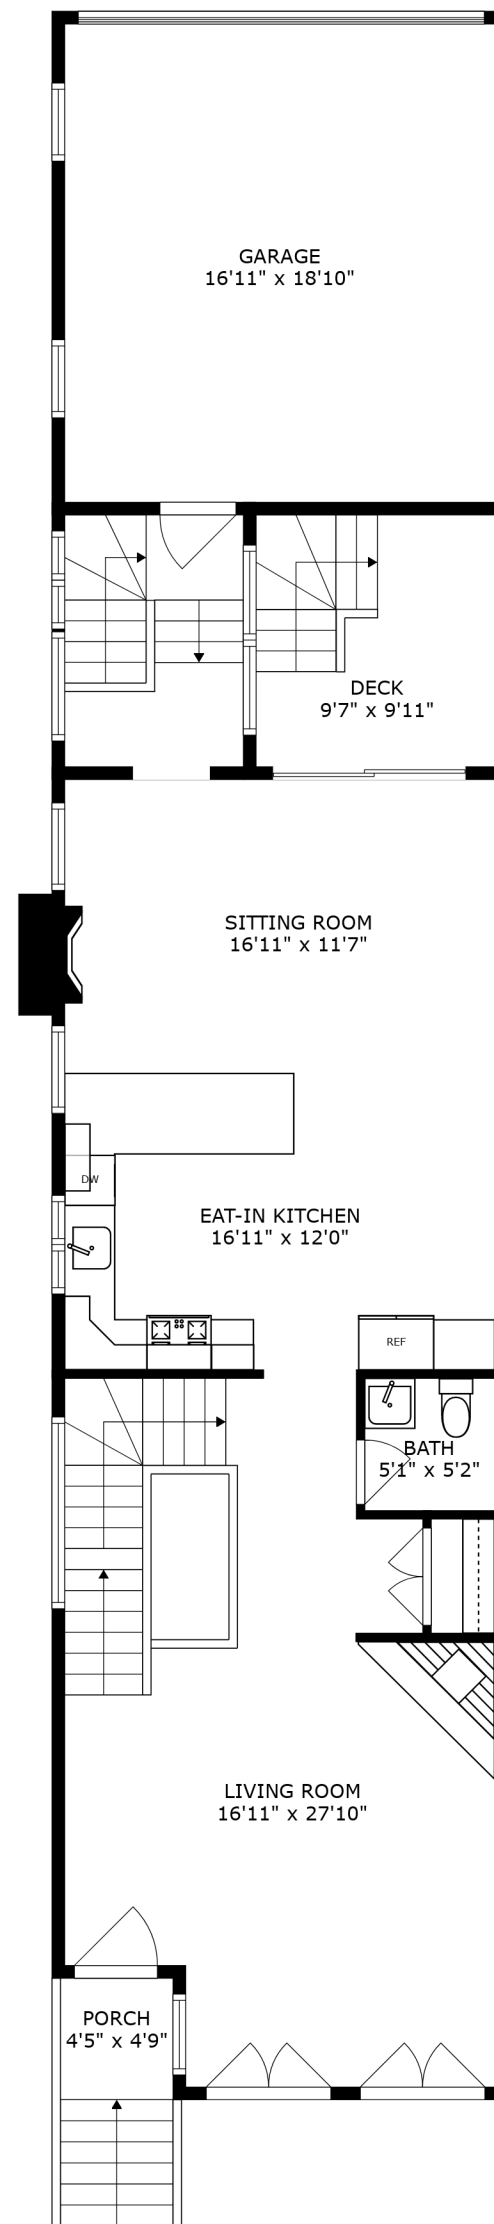 GARAGE
16'11" x 18'10"
DECK
9'7" x 9'11"
SITTING ROOM
16'11" x 11'7"
DW
EAT-IN KITCHEN
16'11" x 12'0"
REF
BATH
5'1" x 5'2"
LIVING ROOM
16'11" x 27'10"
PORCH
4'5" x 4'9"